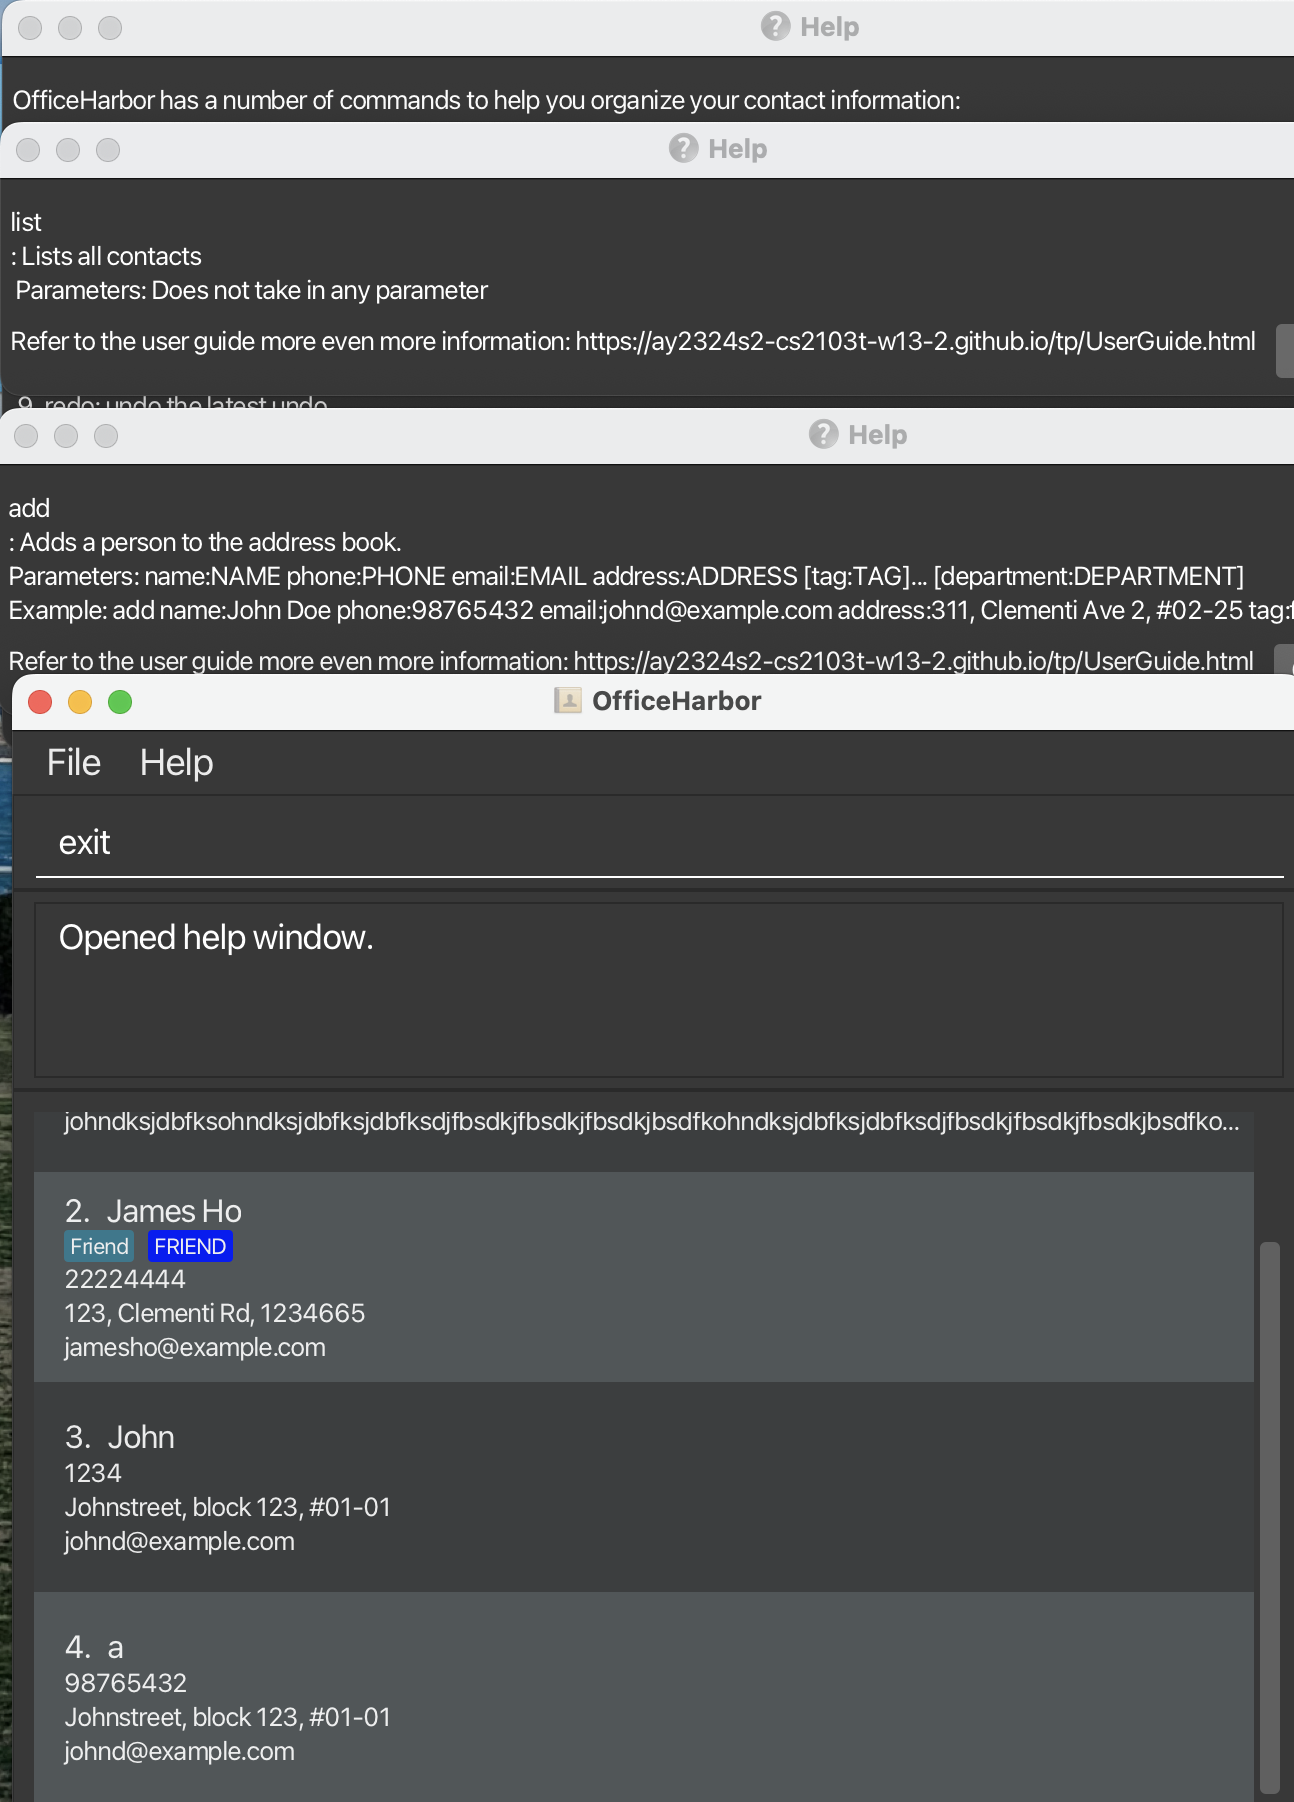 Help
OfficeHarbor has a number of commands to help you organize your contact information:
Help
list
: Lists all contacts
Parameters: Does not take in any parameter
Refer to the user guide more even more information: https://ay2324s2-cs2103t-w13-2.github.io/tp/UserGuide.html
9. redo: undo the latest undo
Help
add
: Adds a person to the address book.
Parameters: name:NAME phone:PHONE email:EMAIL address:ADDRESS [tag:TAG]... [department:DEPARTMENT]
Example: add name:John Doe phone:98765432 email:johnd@example.com address:311, Clementi Ave 2, #02-25 tag:
Refer to the user guide more even more information: https://ay2324s2-cs2103t-w13-2.github.io/tp/UserGuide.html
OfficeHarbor
File Help
exit
Opened help window.
johndksjdbfksohndksjdbfksjdbfksdjfbsdkjfbsdkjfbsdkjbsdfkohndksjdbfksjdbfksdjfbsdkjfbsdkjfbsdkjbsdfko...
2. James Ho
Friend FRIEND
22224444
123, Clementi Rd, 1234665
jamesho@example.com
3. John
1234
Johnstreet, block 123, #01-01
johnd@example.com
4. a
98765432
Johnstreet, block 123, #01-01
johnd@example.com